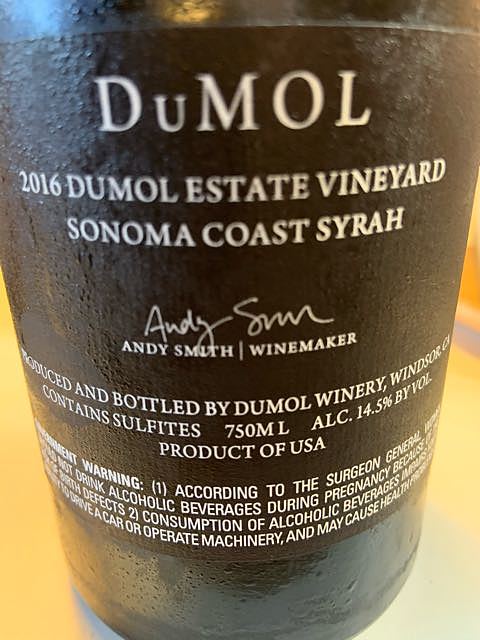 DuMOL
2016 DUMOL ESTATE VINEYARD
SONOMA COAST SYRAH
ANDY SMITH | WINEMAKER
PRODUCED AND BOTTLED BY DUMOL WINERY, WINDSOR, CA
CONTAINS SULFITES 750ML ALC. 14.5% BY VOL.
PRODUCT OF USA
WARNING: (1) ACCORDING TO THE SURGEON GENERAL,
NOT DRINK ALCOHOLIC BEVERAGES DURING PREGNANCY BECAUSE
BIRTH DEFECTS 2) CONSUMPTION OF ALCOHOLIC BEVERAGES
TO DRIVE A CAR OR OPERATE MACHINERY, AND MAY CAUSE HEALTH